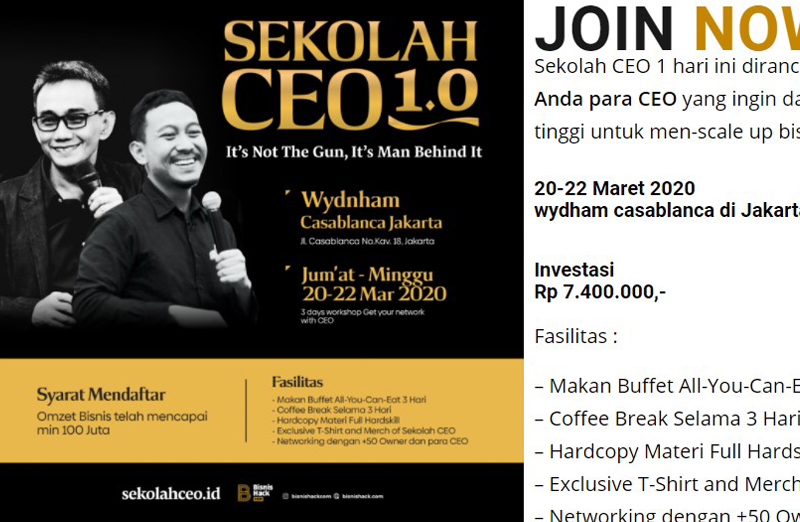 SEKOLAH
CEO 1.0
It's Not The Gun, It's Man Behind It
Wydnham
Casablanca Jakarta
Jl. Casablanca No.Kav. 18, Jakarta
Jum'at - Minggu
20-22 Mar 2020
3 days workshop Get your network
with CEO
Syarat Mendaftar
Omzet Bisnis telah mencapai
min 100 Juta
Fasilitas
- Makan Buffet All-You-Can-Eat 3 Hari
- Coffee Break Selama 3 Hari
- Hardcopy Materi Full Hardskill
- Exclusive T-Shirt and Merch of Sekolah CEO
- Networking dengan +50 Owner dan para CEO
sekolahceo.id
Bisnis
Hack
bisnishackcom bisnishack.com
JOIN NOW
Sekolah CEO 1 hari ini diranc
Anda para CEO yang ingin da
tinggi untuk men-scale up bis
20-22 Maret 2020
wydham casablanca di Jakarta
Investasi
Rp 7.400.000,-
Fasilitas :
– Makan Buffet All-You-Can-E
– Coffee Break Selama 3 Hari
– Hardcopy Materi Full Hards
– Exclusive T-Shirt and Merch
– Networking dengan +50 Ow